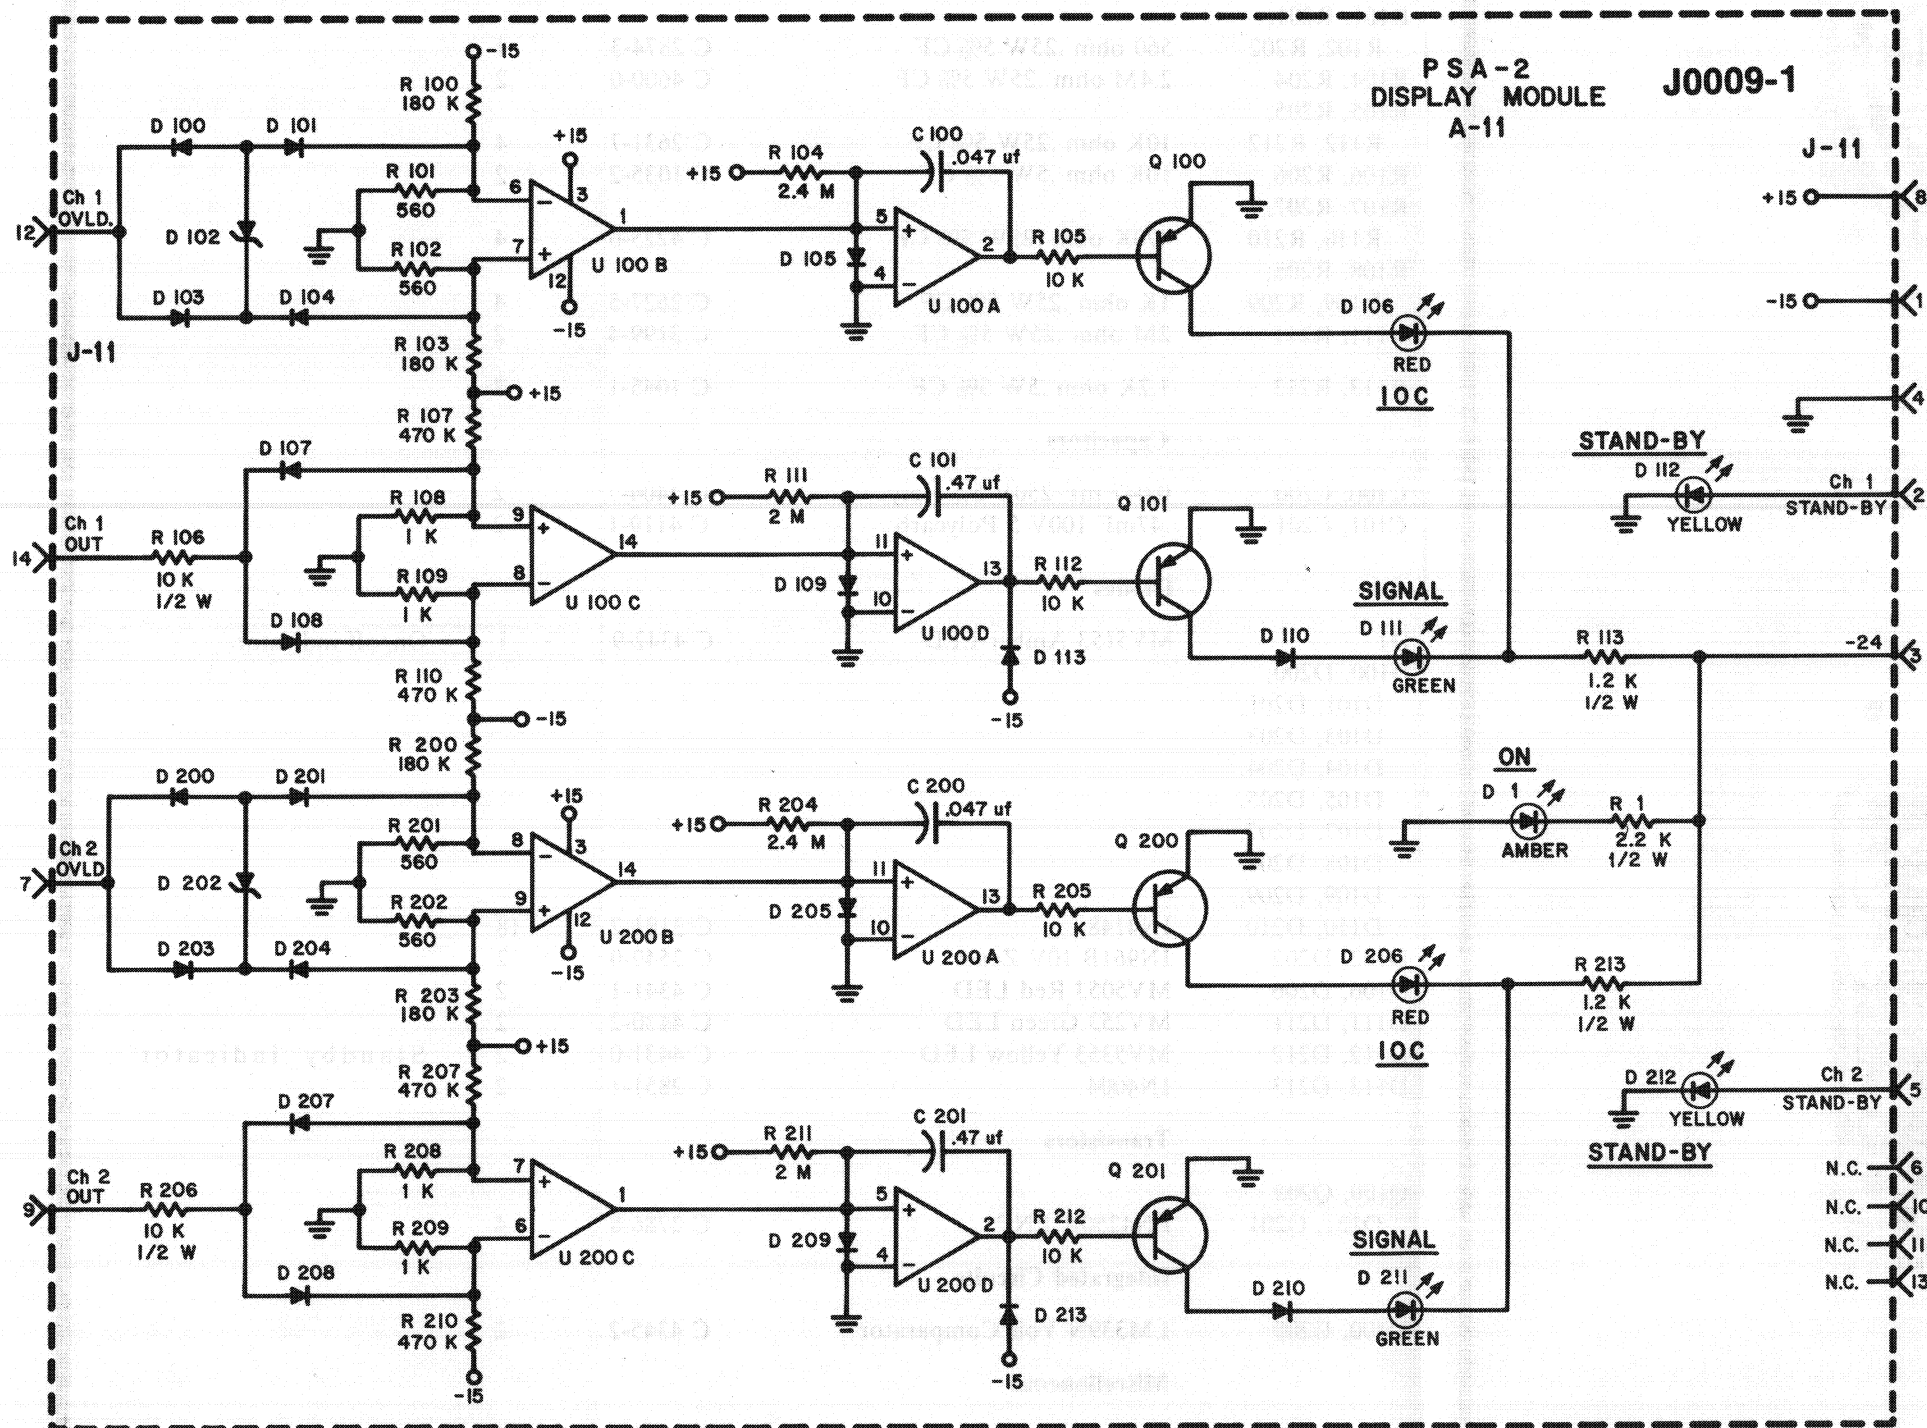 PSA-2
DISPLAY MODULE
A-11
J0009-1
J-11
-15
R 100
180 K
D 100
D 101
+15
R 101
560
6
3
1
Ch 1
OVLD.
12
D 102
R 102
560
7
12
U 100 B
-15
D 103
D 104
J-11
R 103
180 K
+15
+15
R 104
2.4 M
C 100
.047 uf
5
D 105
4
2
U 100 A
R 105
10 K
Q 100
D 106
RED
IOC
+15
8
-15
1
4
R 107
470 K
D 107
R 108
1 K
9
14
Ch 1
OUT
14
R 106
10 K
1/2 W
R 109
1 K
8
U 100 C
D 108
R 110
470 K
-15
+15
R 111
2 M
C 101
.47 uf
11
D 109
10
13
U 100 D
R 112
10 K
D 113
-15
Q 101
D 110
SIGNAL
D 111
GREEN
STAND-BY
D 112
YELLOW
Ch 1
STAND-BY
2
R 113
1.2 K
1/2 W
-24
3
R 200
180 K
D 200
D 201
+15
R 201
560
8
3
14
Ch 2
OVLD
7
D 202
R 202
560
9
12
U 200 B
-15
D 203
D 204
R 203
180 K
+15
+15
R 204
2.4 M
C 200
.047 uf
11
D 205
10
13
U 200 A
R 205
10 K
Q 200
D 206
RED
IOC
ON
D 1
AMBER
R 1
2.2 K
1/2 W
R 213
1.2 K
1/2 W
D 212
YELLOW
STAND-BY
Ch 2
STAND-BY
5
R 207
470 K
D 207
R 208
1 K
7
1
Ch 2
OUT
9
R 206
10 K
1/2 W
R 209
1 K
6
U 200 C
D 208
R 210
470 K
-15
+15
R 211
2 M
C 201
.47 uf
5
D 209
4
2
U 200 D
R 212
10 K
D 213
-15
Q 201
D 210
SIGNAL
D 211
GREEN
N.C. 6
N.C. 10
N.C. 11
N.C. 13